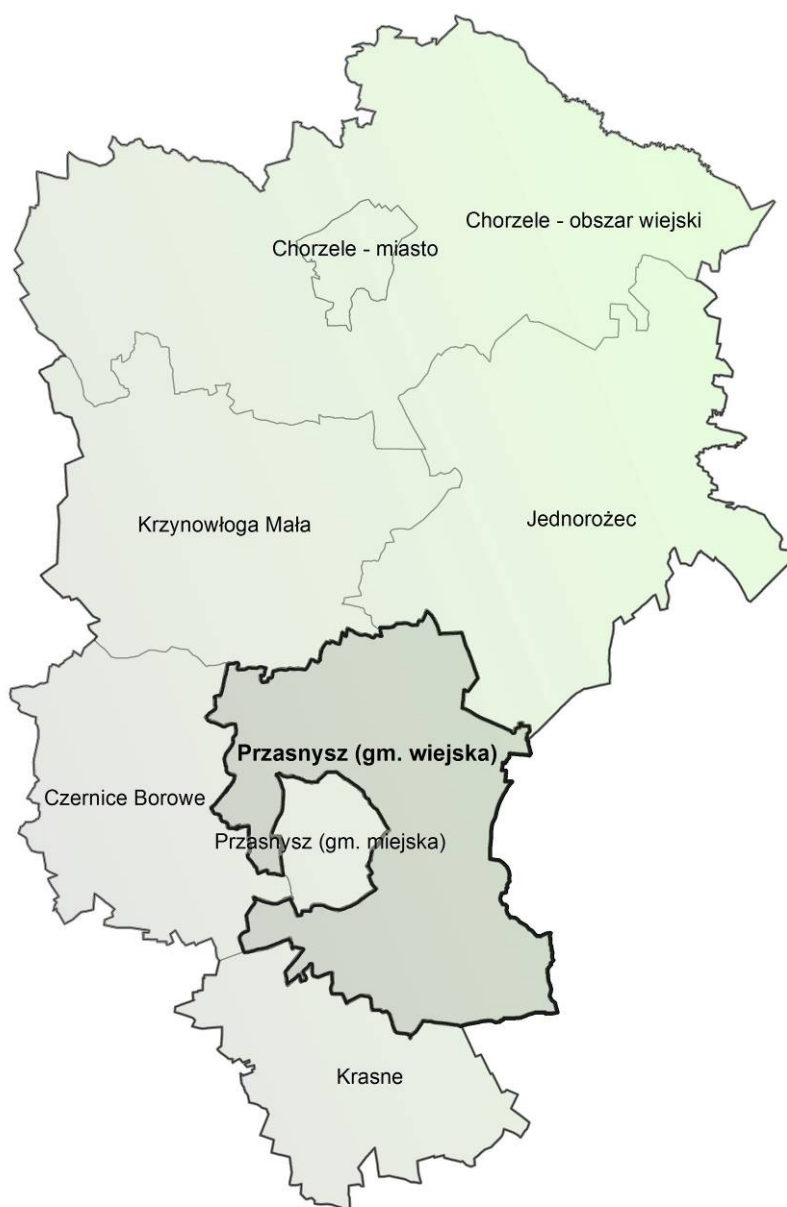 Chorzele - obszar wiejski
Chorzele - miasto
Krzynowłoga Mała
Jednorożec
Przasnysz (gm. wiejska)
Czernice Borowe
Przasnysz (gm. miejska)
Krasne